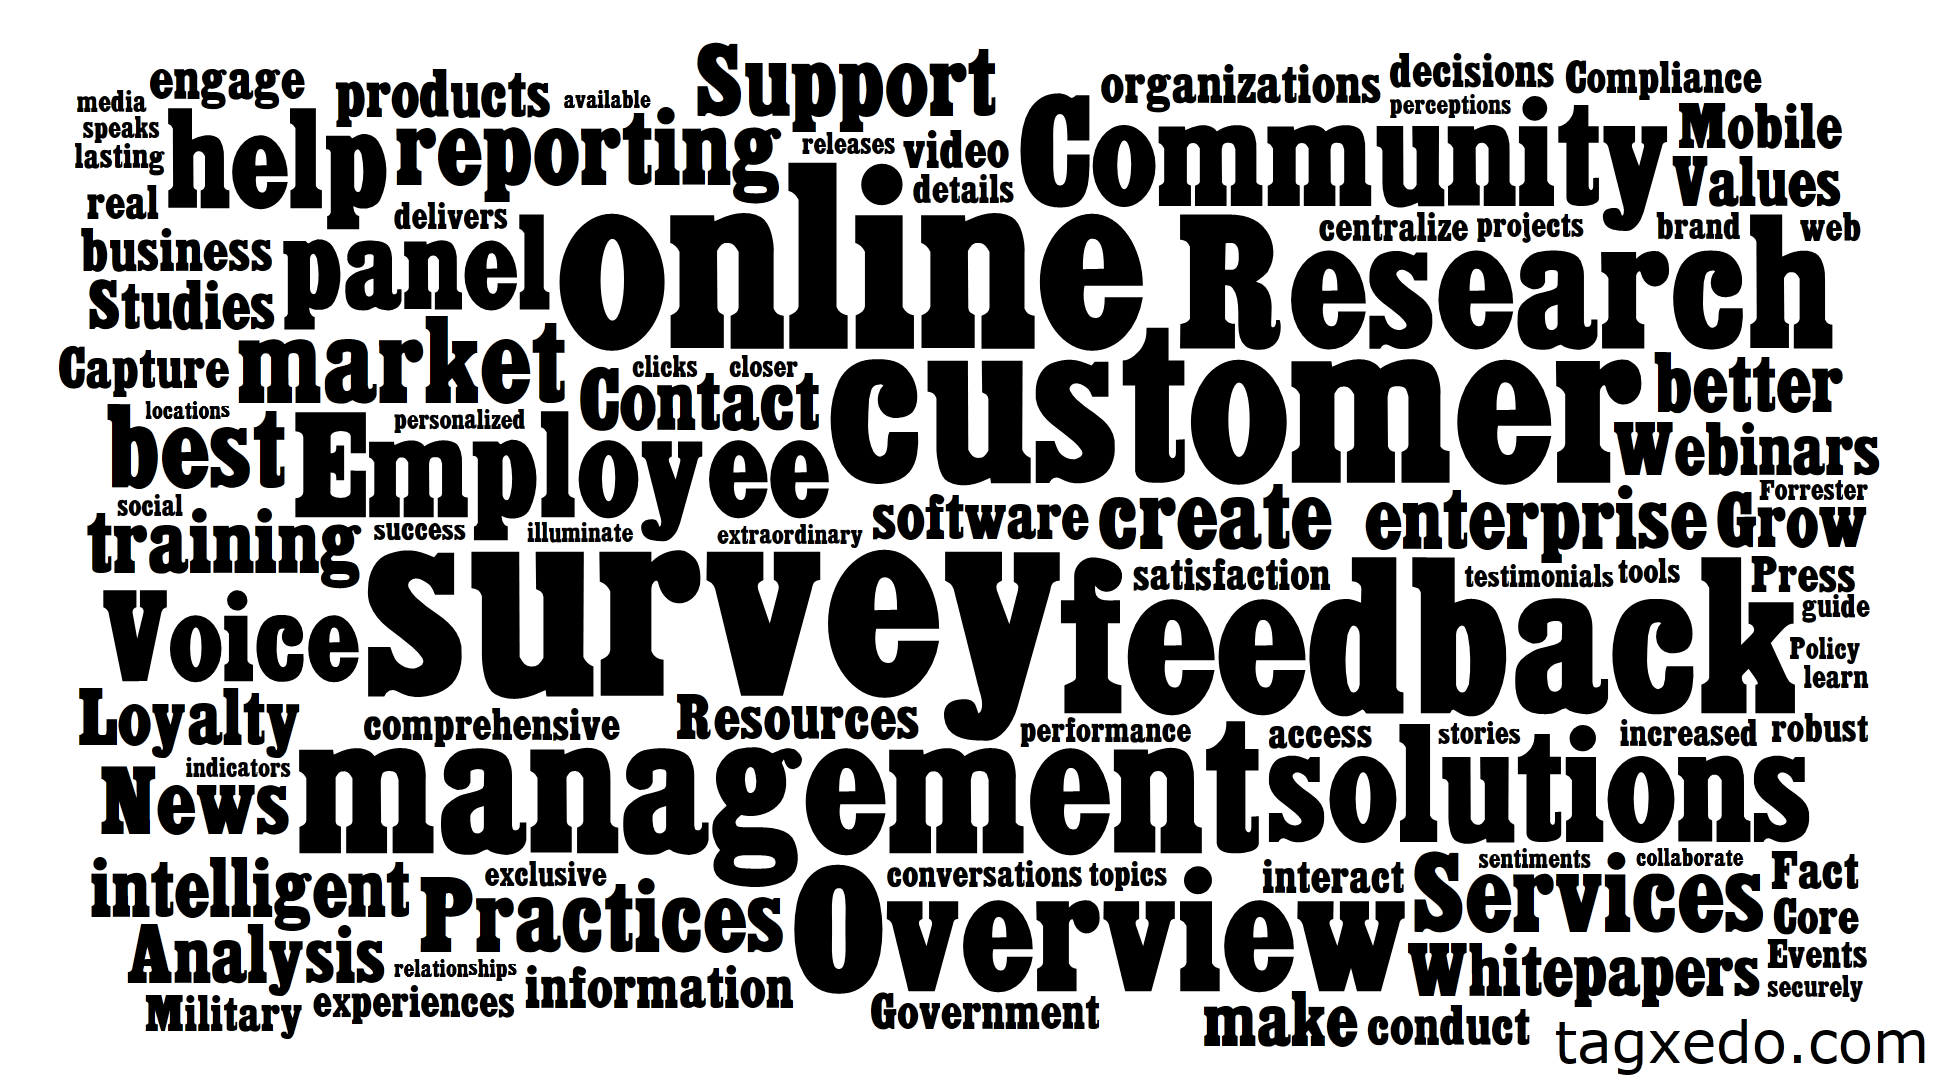 Support
engage
products
available
organizations
decisions
Compliance
media
perceptions
speaks
help
reporting
releases
video
Community
Mobile
lasting
details
Values
real
delivers
online
centralize
projects
brand
web
business
panel
Research
Studies
market
Capture
clicks
closer
customer
better
locations
personalized
Contact
best
Employee
Webinars
social
Forrester
training
success
illuminate
extraordinary
software
create
enterprise
Grow
survey
satisfaction
testimonials
tools
Press
Voice
feedback
guide
Policy
learn
Loyalty
comprehensive
Resources
performance
access
stories
increased
robust
indicators
News
management
solutions
intelligent
exclusive
conversations
topics
interact
sentiments
collaborate
Services
Fact
Practices
Overview
Core
Analysis
relationships
information
Whitepapers
Events
securely
Military
experiences
Government
make
conduct
tagxedo.com